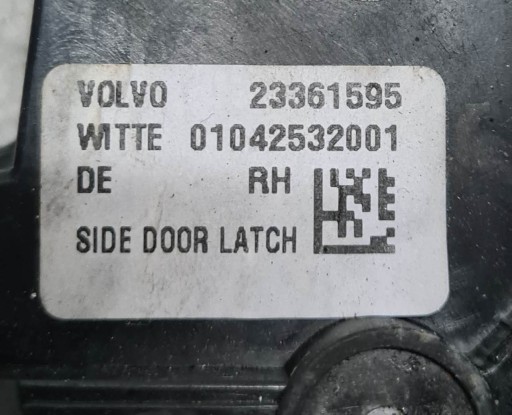 VOLVO 23361595
WITTE 01042532001
DE RH
SIDE DOOR LATCH